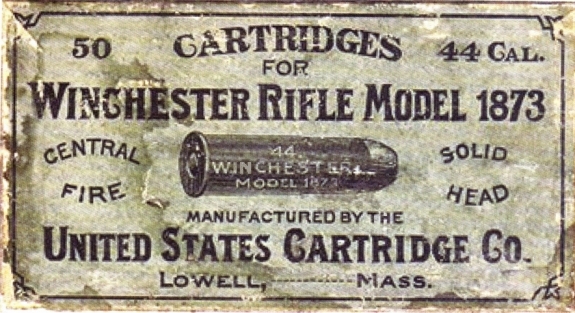 50 CARTRIDGES 44 CAL.
FOR
WINCHESTER RIFLE MODEL 1873
CENTRAL FIRE
44
WINCHESTER
MODEL 1873
SOLID HEAD
MANUFACTURED BY THE
UNITED STATES CARTRIDGE CO.
LOWELL, MASS.